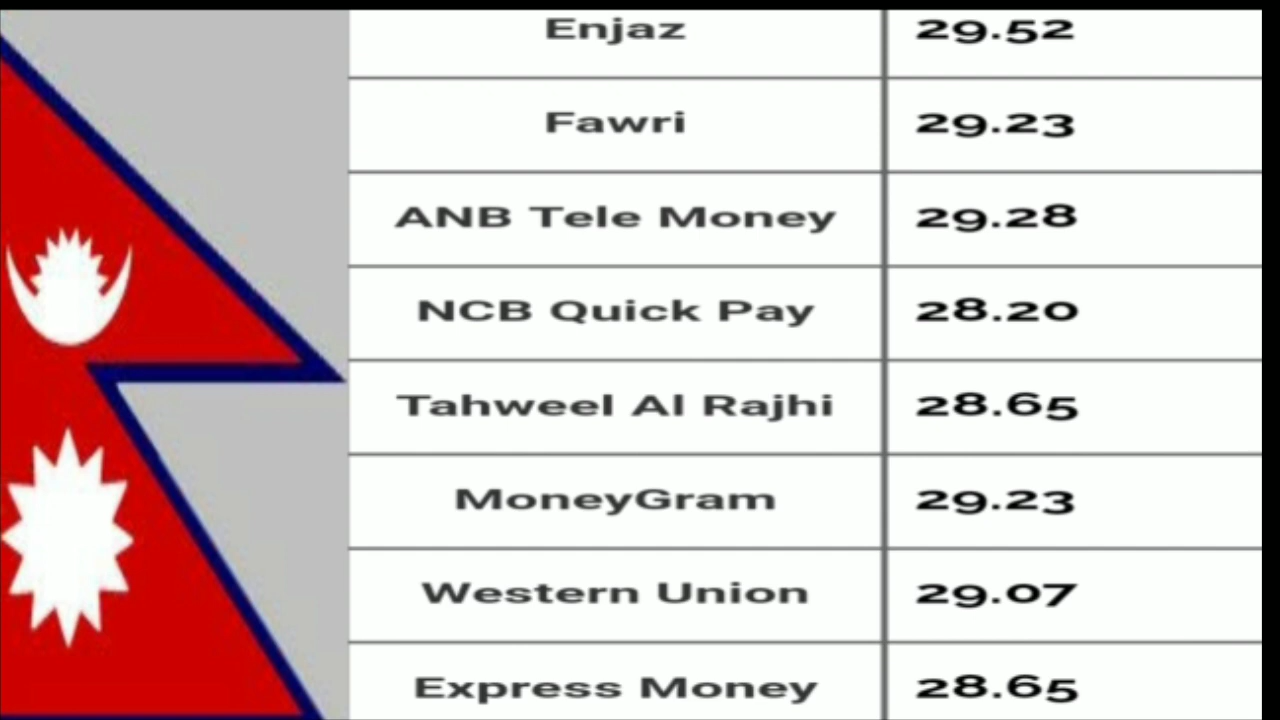 Enjaz 29.52
Fawri 29.23
ANB Tele Money 29.28
NCB Quick Pay 28.20
Tahweel Al Rajhi 28.65
MoneyGram 29.23
Western Union 29.07
Express Money 28.65